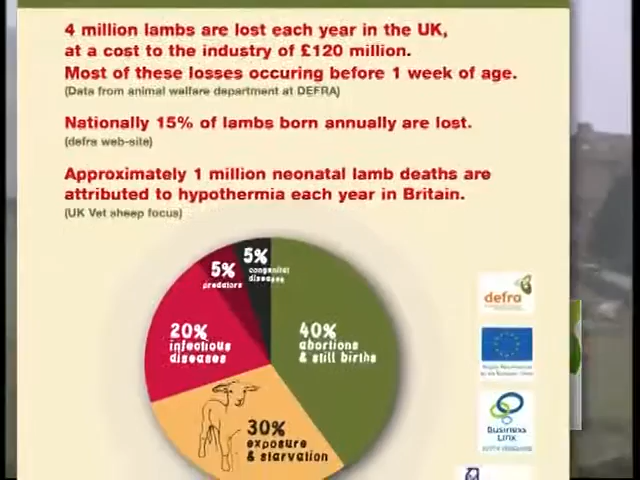 4 million lambs are lost each year in the UK,
at a cost to the industry of £120 million.
Most of these losses occuring before 1 week of age.
(Data from animal welfare department at DEFRA)
Nationally 15% of lambs born annually are lost.
(defra web-site)
Approximately 1 million neonatal lamb deaths are
attributed to hypothermia each year in Britain.
(UK Vet sheep focus)
5%
congenital
diseases
5%
predators
20%
infectious
diseases
40%
abortions
& still births
30%
exposure
& starvation
defra
Business
Link